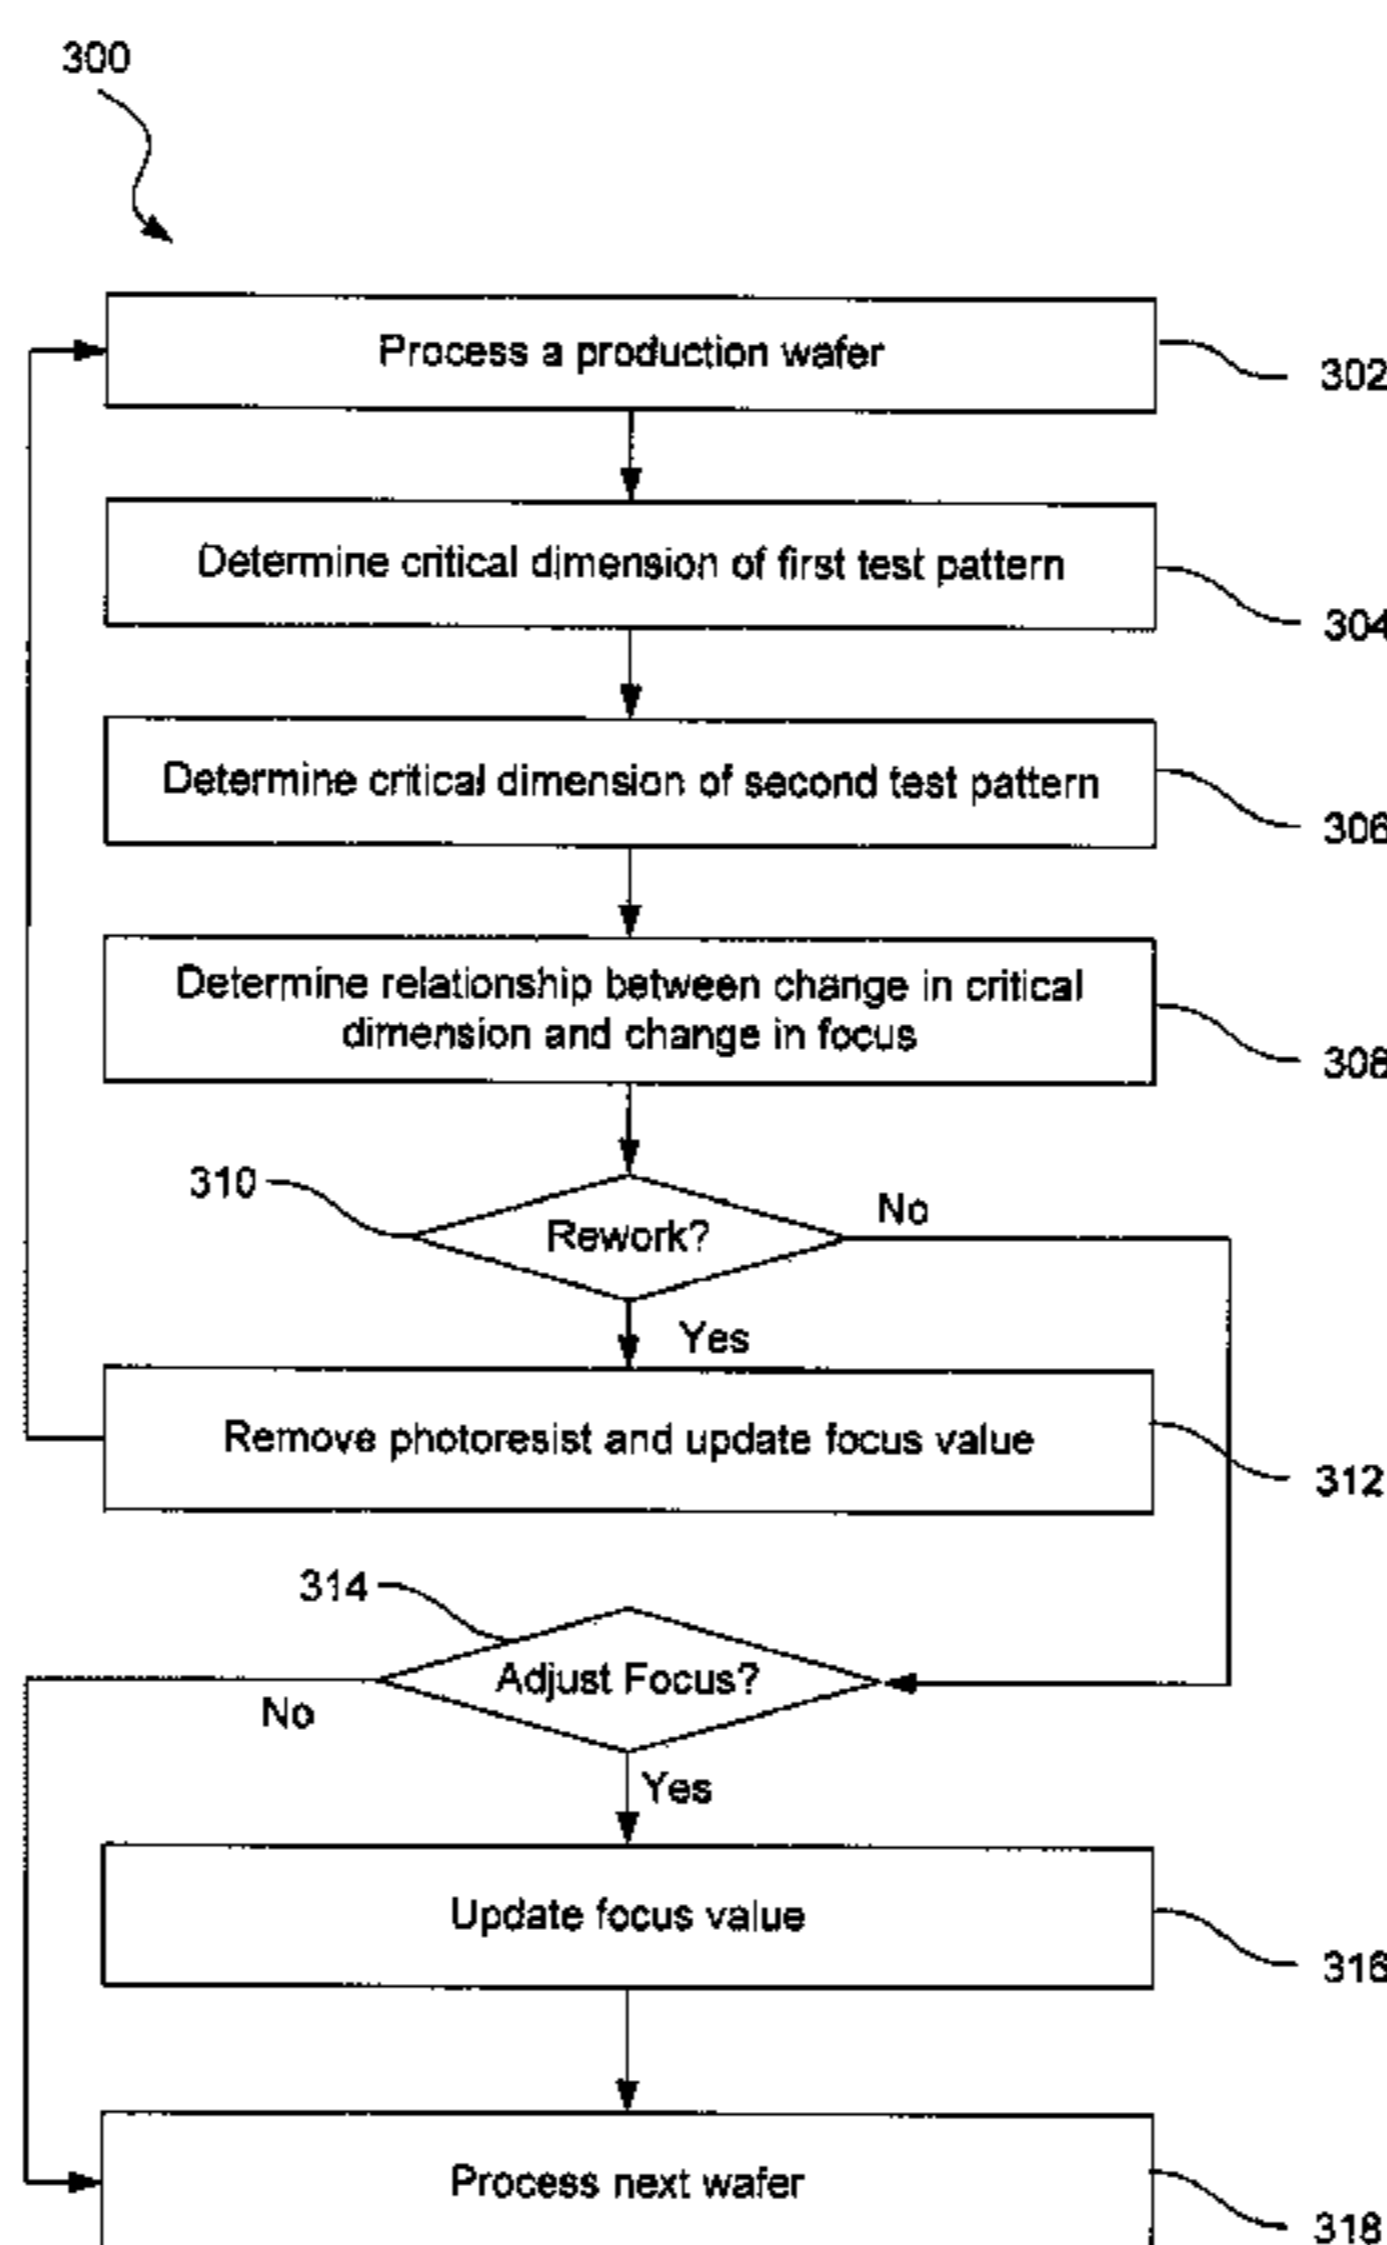 300
Process a production wafer
302
Determine critical dimension of first test pattern
304
Determine critical dimension of second test pattern
306
Determine relationship between change in critical
dimension and change in focus
308
310
Rework?
No
Yes
Remove photoresist and update focus value
312
314
Adjust Focus?
No
Yes
Update focus value
316
Process next wafer
318